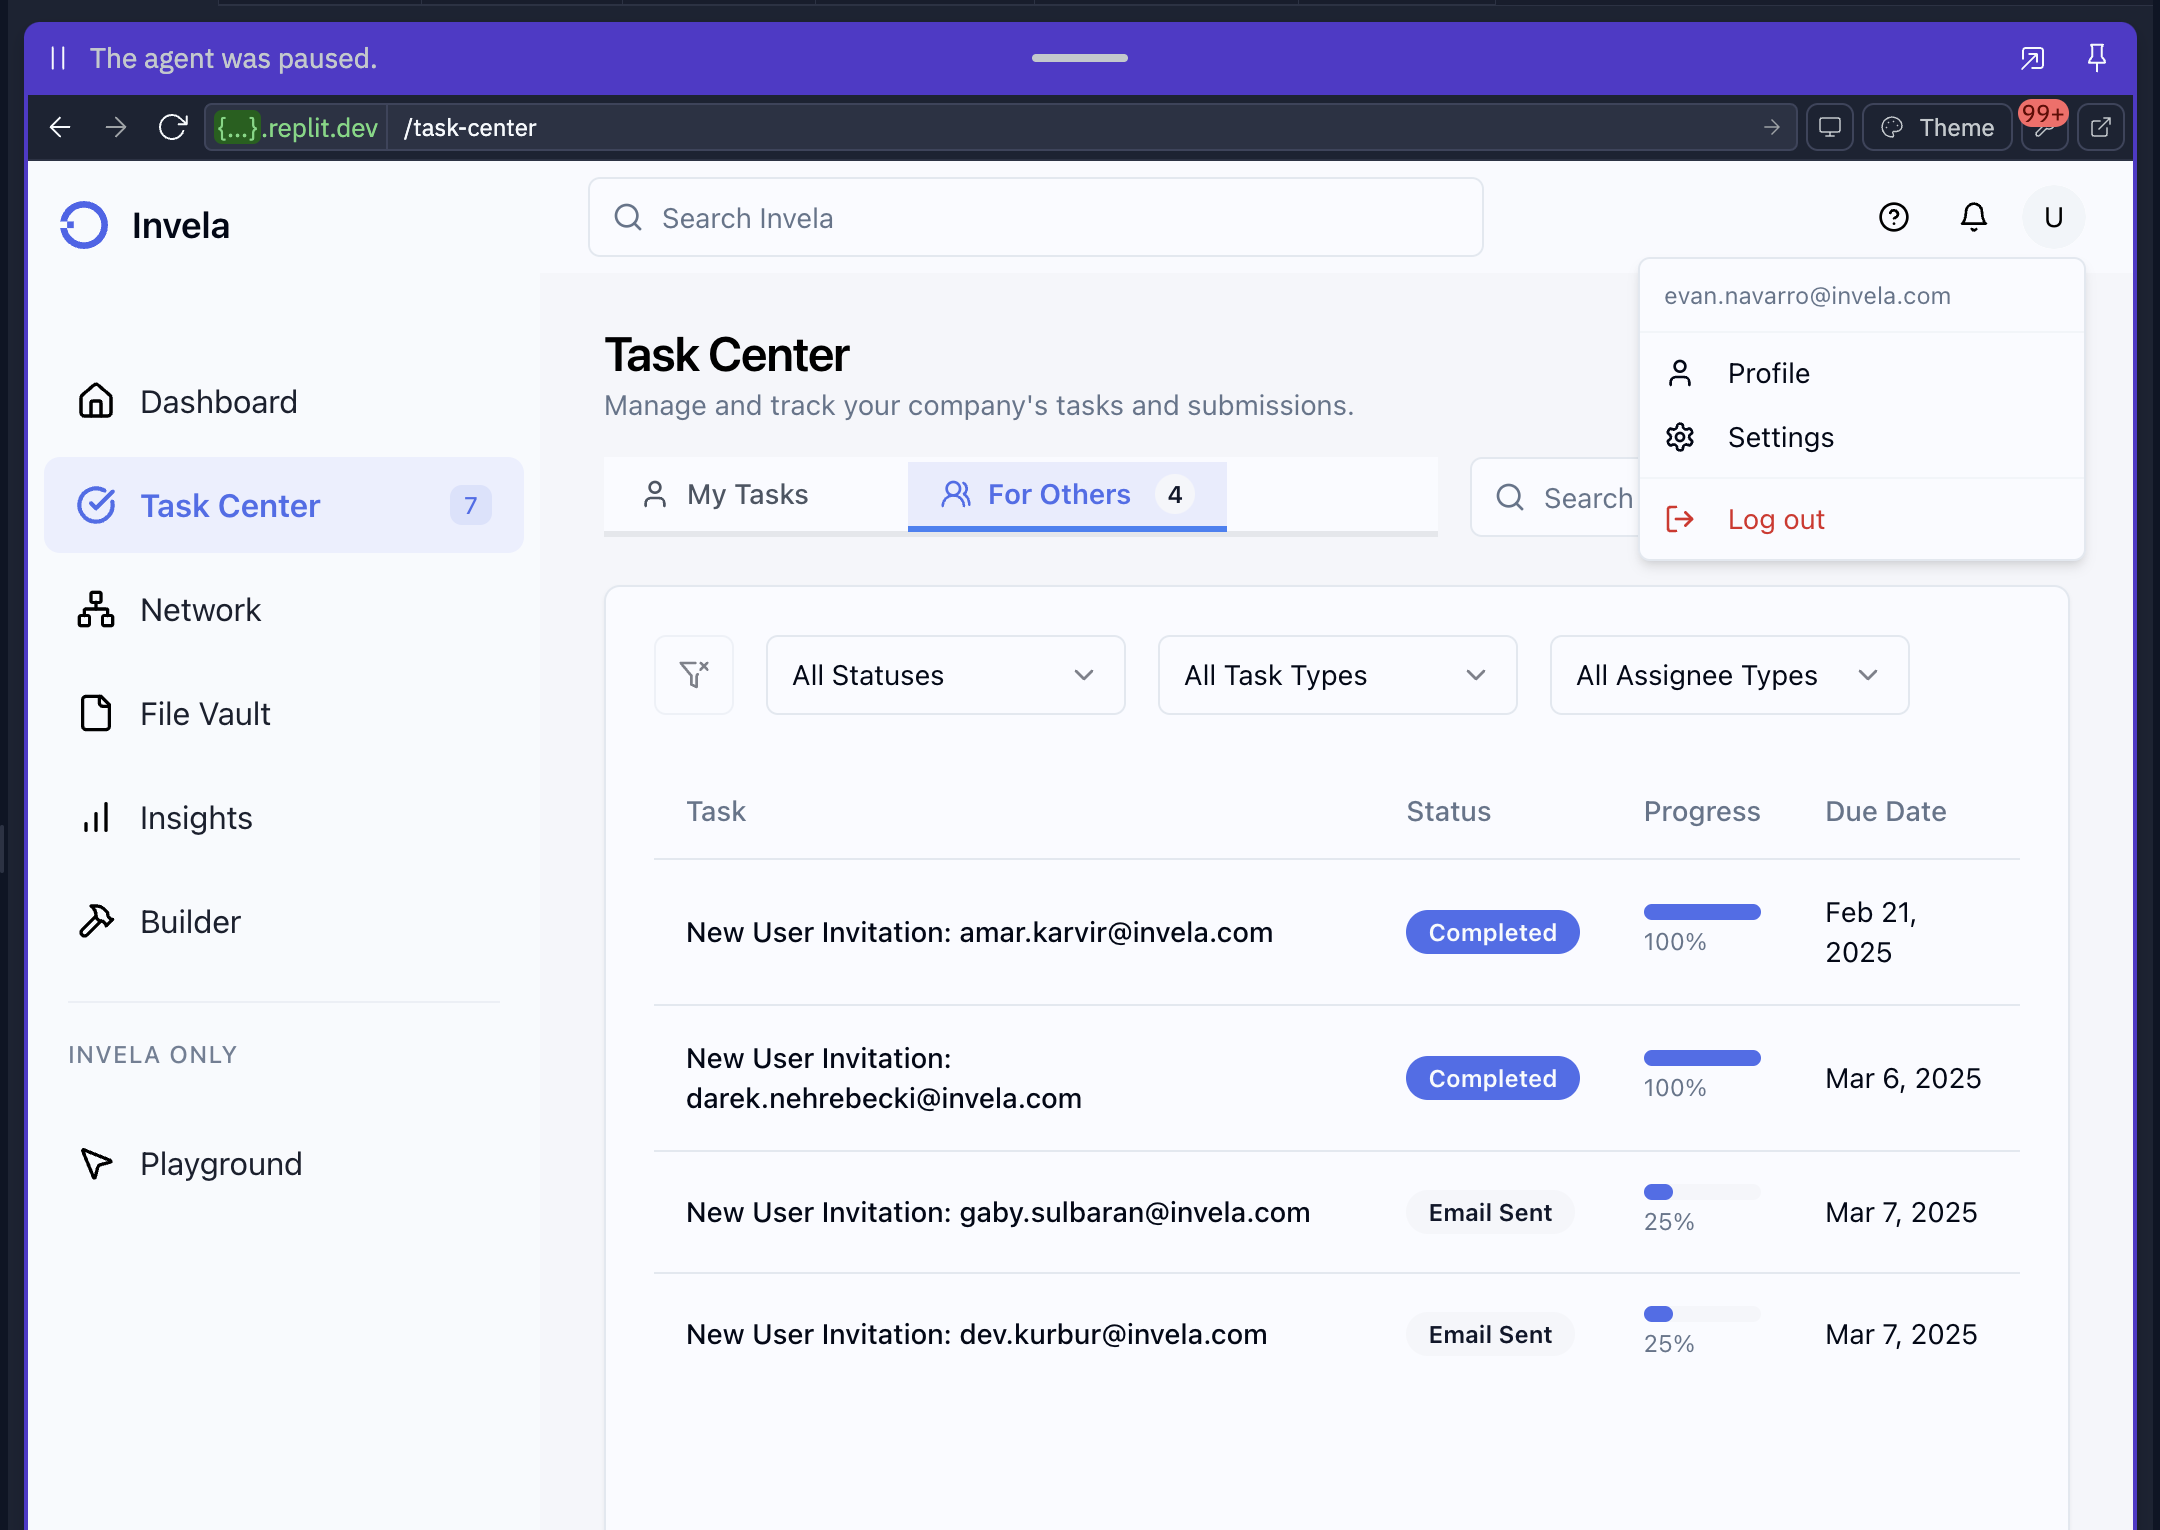 The agent was paused.
{...}.replit.dev /task-center
Theme
99+
Invela
Search Invela
U
evan.navarro@invela.com
Profile
Settings
Log out
Dashboard
Task Center 7
Network
File Vault
Insights
Builder
INVELA ONLY
Playground
Task Center
Manage and track your company's tasks and submissions.
My Tasks
For Others 4
Search
All Statuses
All Task Types
All Assignee Types
Task Status Progress Due Date
New User Invitation: amar.karvir@invela.com Completed 100% Feb 21,
2025
New User Invitation:
darek.nehrebecki@invela.com Completed 100% Mar 6, 2025
New User Invitation: gaby.sulbaran@invela.com Email Sent 25% Mar 7, 2025
New User Invitation: dev.kurbur@invela.com Email Sent 25% Mar 7, 2025